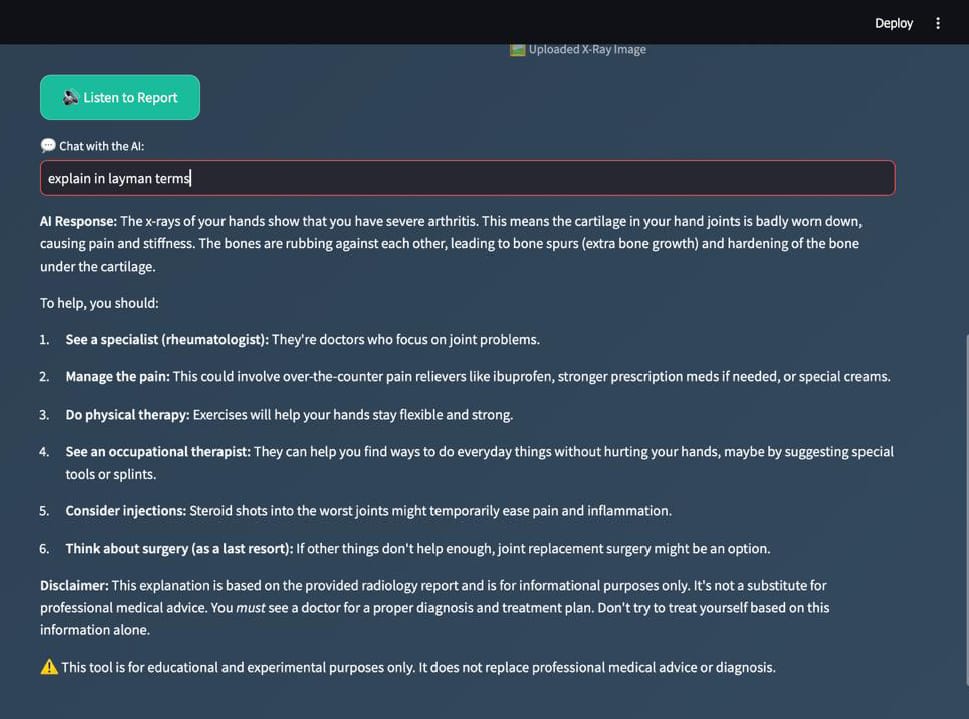 Deploy
Uploaded X-Ray Image
Listen to Report
Chat with the AI:
explain in layman terms
AI Response: The x-rays of your hands show that you have severe arthritis. This means the cartilage in your hand joints is badly worn down,
causing pain and stiffness. The bones are rubbing against each other, leading to bone spurs (extra bone growth) and hardening of the bone
under the cartilage.
To help, you should:
1. See a specialist (rheumatologist): They're doctors who focus on joint problems.
2. Manage the pain: This could involve over-the-counter pain relievers like ibuprofen, stronger prescription meds if needed, or special creams.
3. Do physical therapy: Exercises will help your hands stay flexible and strong.
4. See an occupational therapist: They can help you find ways to do everyday things without hurting your hands, maybe by suggesting special
tools or splints.
5. Consider injections: Steroid shots into the worst joints might temporarily ease pain and inflammation.
6. Think about surgery (as a last resort): If other things don't help enough, joint replacement surgery might be an option.
Disclaimer: This explanation is based on the provided radiology report and is for informational purposes only. It's not a substitute for
professional medical advice. You must see a doctor for a proper diagnosis and treatment plan. Don't try to treat yourself based on this
information alone.
This tool is for educational and experimental purposes only. It does not replace professional medical advice or diagnosis.